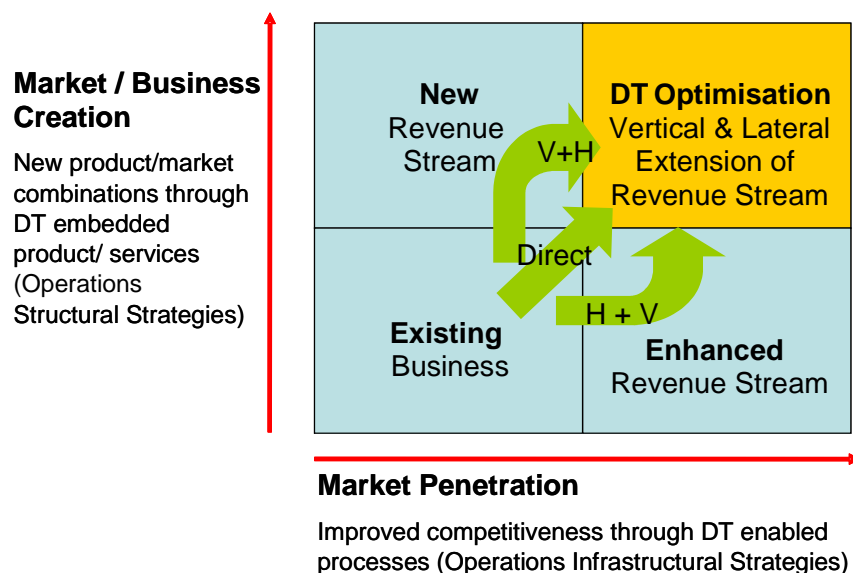 Market / Business
Creation
New product/market
combinations through
DT embedded
product/ services
(Operations
Structural Strategies)
New
Revenue
Stream
DT Optimisation
Vertical & Lateral
Extension of
Revenue Stream
V+H
Direct
H + V
Existing
Business
Enhanced
Revenue Stream
Market Penetration
Improved competitiveness through DT enabled
processes (Operations Infrastructural Strategies)